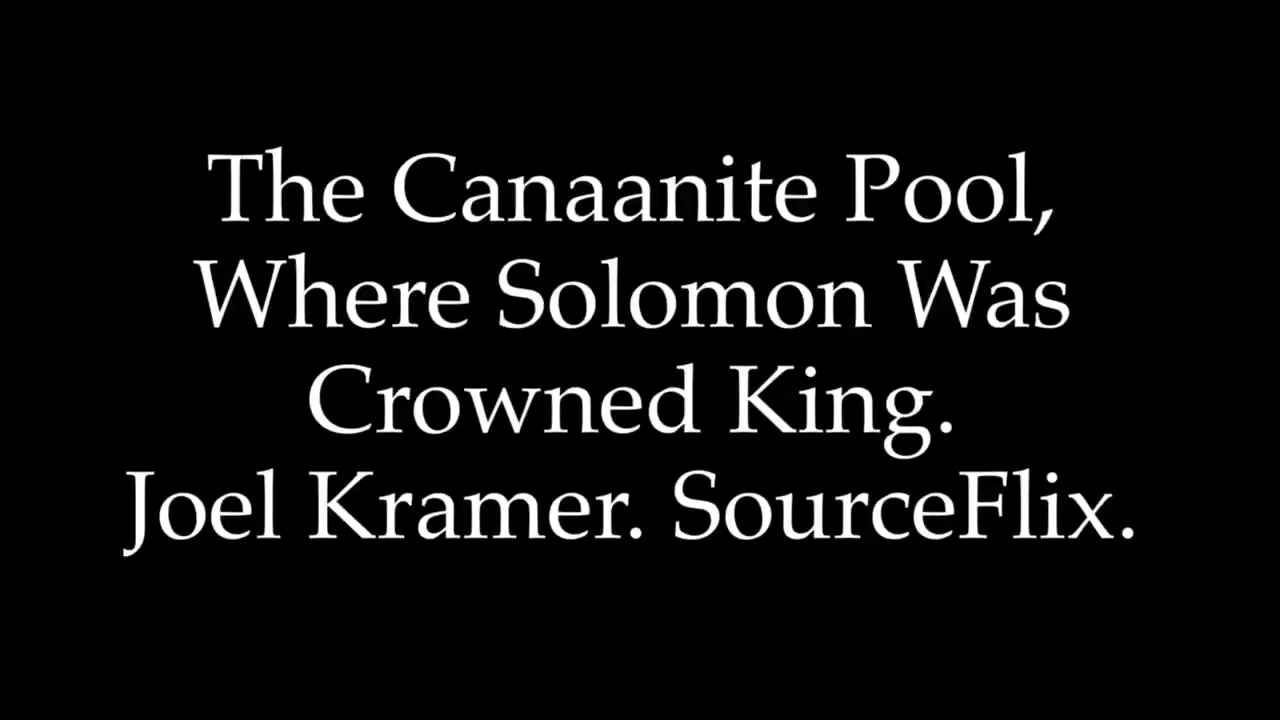 The Canaanite Pool,
Where Solomon Was
Crowned King.
Joel Kramer. SourceFlix.